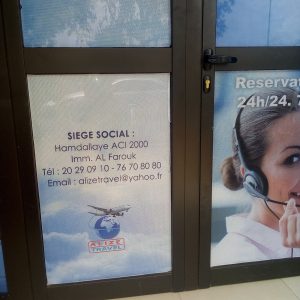 SIEGE SOCIAL :
Hamdallaye ACI 2000
Imm. AL Farouk
Tél : 20 29 09 10 - 76 70 80 80
Email : alizetravel@yahoo.fr
ALIZE
TRAVEL
Reserva
24h/24. 7